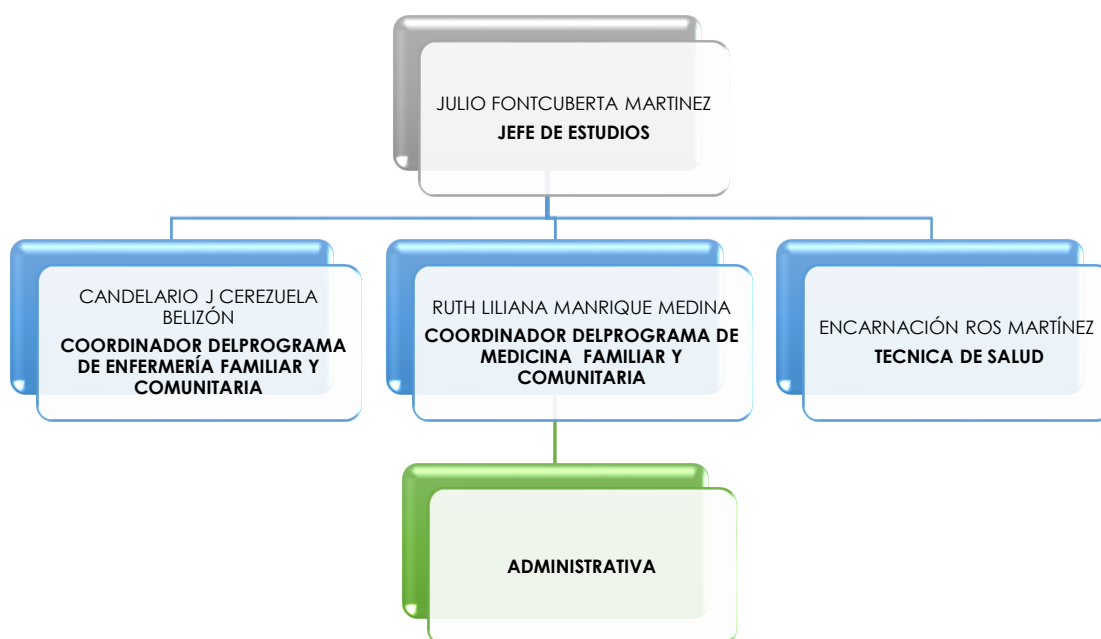 JULIO FONTCUBERTA MARTINEZ
JEFE DE ESTUDIOS
CANDELARIO J CEREZUELA
BELIZÓN
COORDINADOR DELPROGRAMA
DE ENFERMERÍA FAMILIAR Y
COMUNITARIA
RUTH LILIANA MANRIQUE MEDINA
COORDINADOR DELPROGRAMA DE
MEDICINA FAMILIAR Y
COMUNITARIA
ENCARNACIÓN ROS MARTÍNEZ
TECNICA DE SALUD
ADMINISTRATIVA